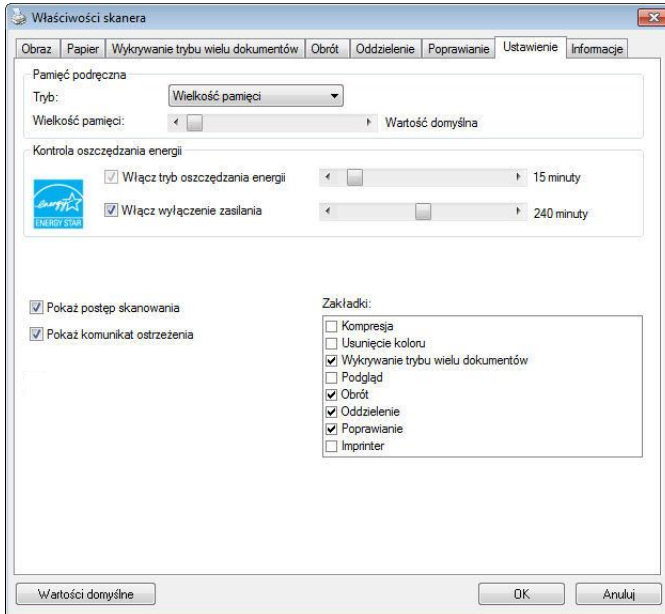 Właściwości skanera
Obraz Papier Wykrywanie trybu wielu dokumentów Obrót Oddzielenie Poprawianie Ustawienie Informacje
Pamięć podręczna
Tryb: Wielkość pamięci
Wielkość pamięci: Wartość domyślna
Kontrola oszczędzania energii
Włącz tryb oszczędzania energii 15 minuty
energy
ENERGY STAR
Włącz wyłączenie zasilania 240 minuty
Pokaż postęp skanowania
Pokaż komunikat ostrzeżenia
Zakładki:
Kompresja
Usunięcie koloru
Wykrywanie trybu wielu dokumentów
Podgląd
Obrót
Oddzielenie
Poprawianie
Imprinter
Wartości domyślne OK Anuluj